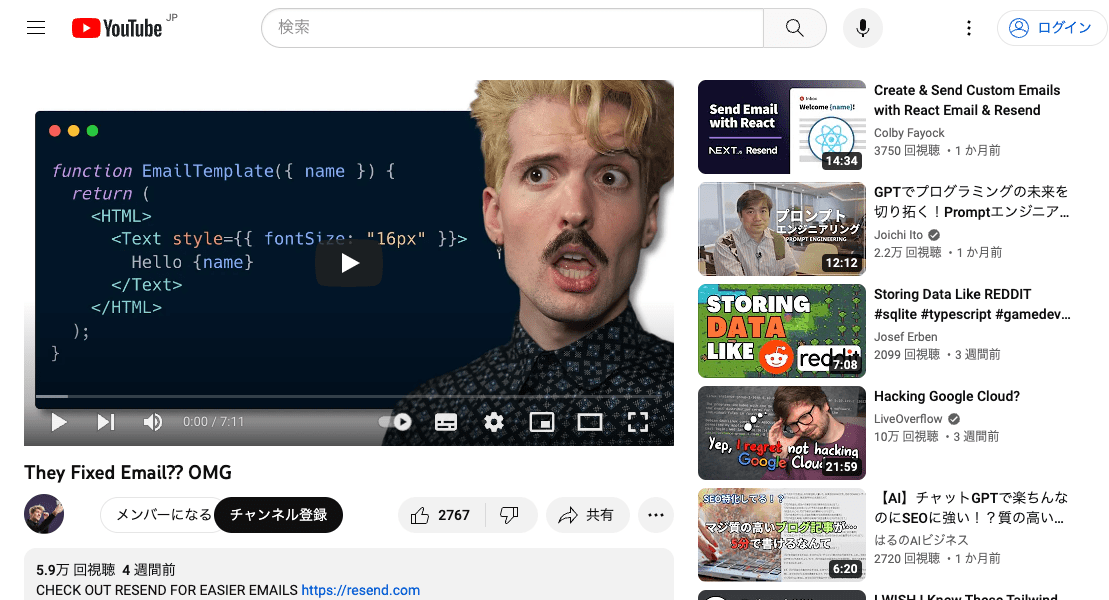 YouTube JP
検索
ログイン
function EmailTemplate({ name }) {
return (
<HTML>
<Text style={{ fontSize: "16px" }}>
Hello {name}
</Text>
</HTML>
);
}
0:00 / 7:11
They Fixed Email?? OMG
メンバーになる
チャンネル登録
2767
共有
5.9万 回視聴 4 週間前
CHECK OUT RESEND FOR EASIER EMAILS https://resend.com
Send Email
with React
NEXT.js Resend
Inbox
Welcome {name}!
14:34
Create & Send Custom Emails
with React Email & Resend
Colby Fayock
3750 回視聴 ・1 か月前
プロンプト
エンジニアリング
PROMPT ENGINEERING
12:12
GPTでプログラミングの未来を
切り拓く！Promptエンジニア…
Joichi Ito
2.2万 回視聴 ・1 か月前
STORING
DATA
LIKE
reddit
7:08
Storing Data Like REDDIT
#sqlite #typescript #gamedev…
Josef Erben
2099 回視聴 ・3 週間前
Yep, I regret not hacking
Google Cloud
21:59
Hacking Google Cloud?
LiveOverflow
10万 回視聴 ・3 週間前
SEO特化してる！？
マジ質の高いブログ記事が…
5分で書けるなんて
6:20
【AI】チャットGPTで楽ちんな
のにSEOに強い！？質の高い…
はるのAIビジネス
2720 回視聴 ・1 か月前
I WISH I Knew These Tailwind